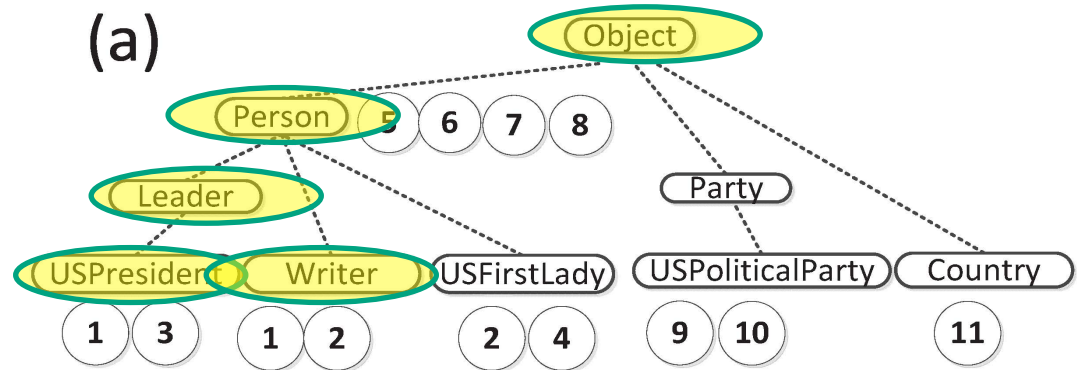 (a)
Object
Person 5 6 7 8
Leader
Party
USPresident Writer USFirstLady USPoliticalParty Country
1 3 1 2 2 4 9 10 11